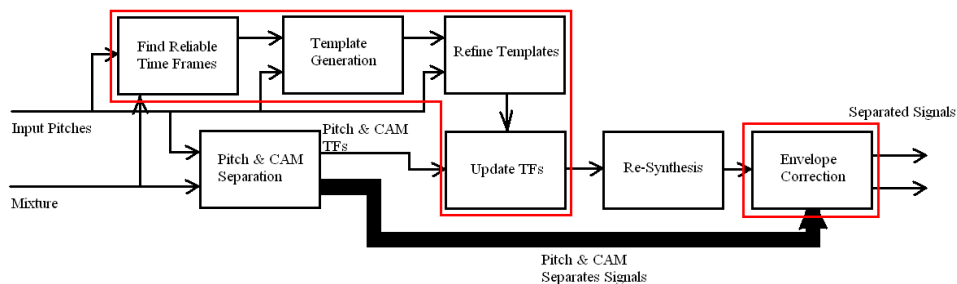 Find Reliable
Time Frames
Template
Generation
Refine Templates
Input Pitches
Pitch & CAM
TFs
Separated Signals
Pitch & CAM
Separation
Update TFs
Re-Synthesis
Envelope
Correction
Mixture
Pitch & CAM
Separates Signals